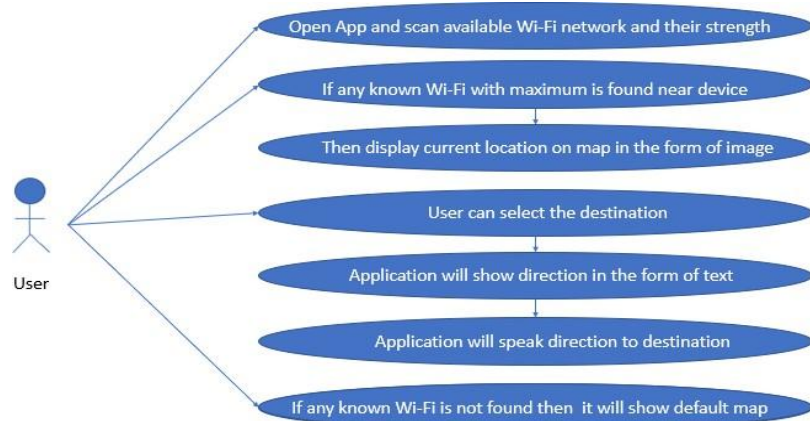 Open App and scan available Wi-Fi network and their strength
If any known Wi-Fi with maximum is found near device
Then display current location on map in the form of image
User can select the destination
Application will show direction in the form of text
Application will speak direction to destination
If any known Wi-Fi is not found then it will show default map
User